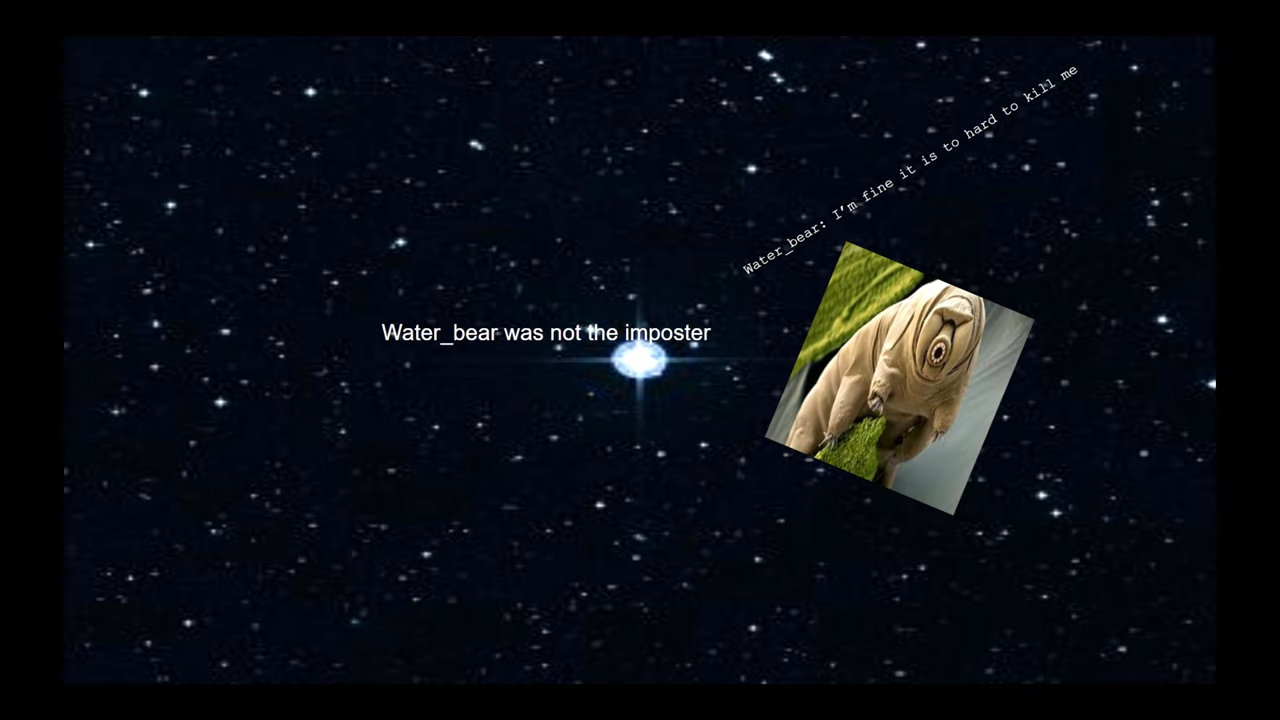 Water_bear: I'm fine it is to hard to kill me
Water_bear was not the imposter